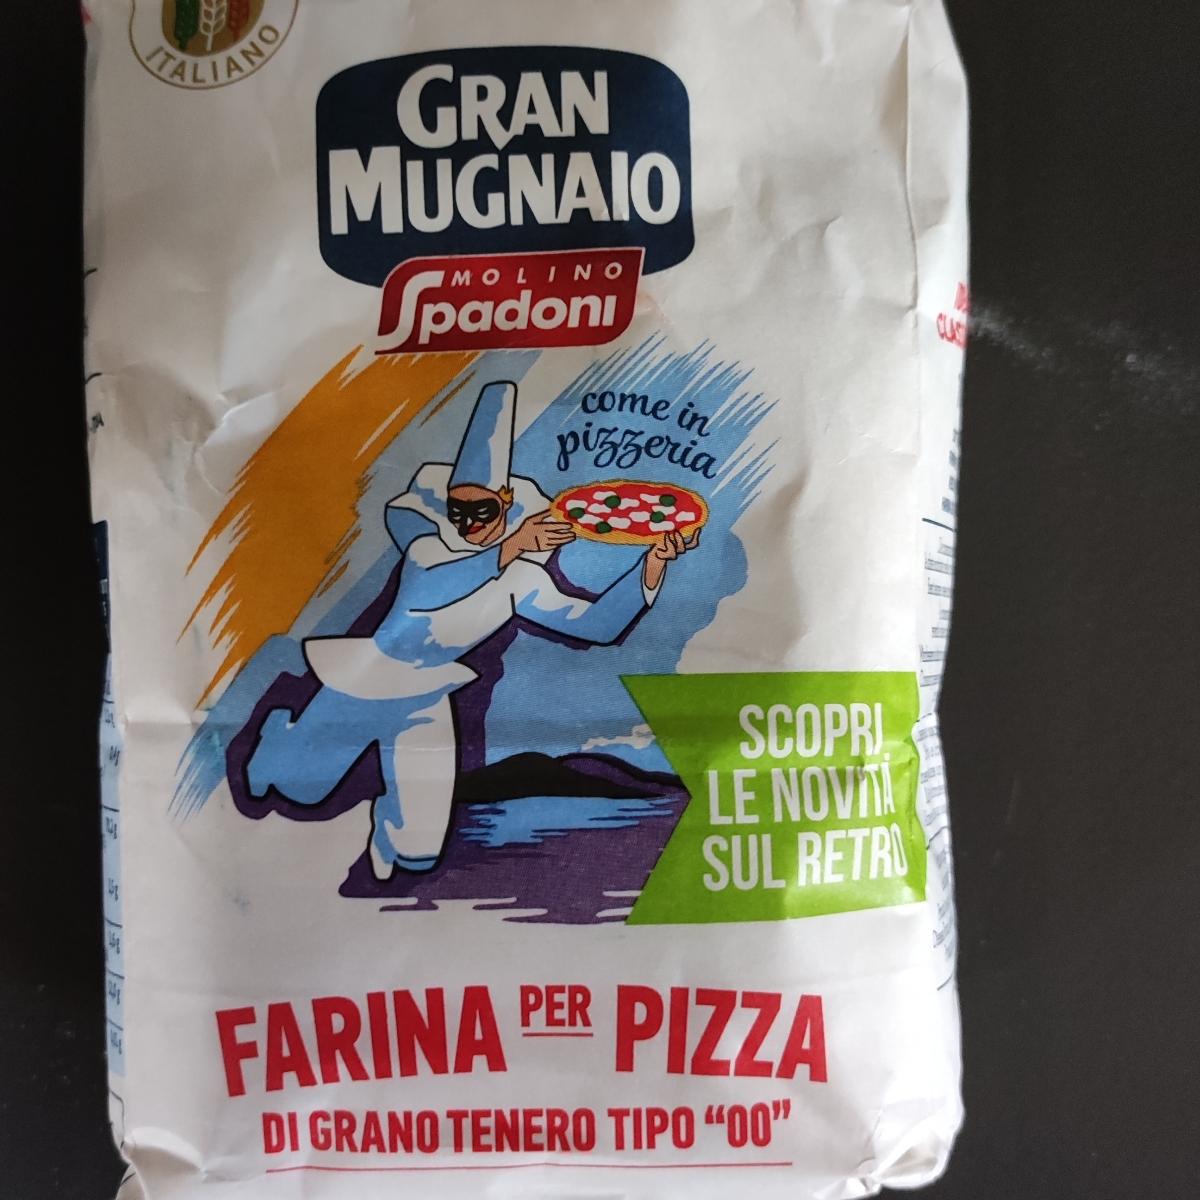 ITALIANO
GRAN
MUGNAIO
MOLINO
Spadoni
come in
pizzeria
SCOPRI
LE NOVITÀ
SUL RETRO
FARINA PER PIZZA
DI GRANO TENERO TIPO “00”